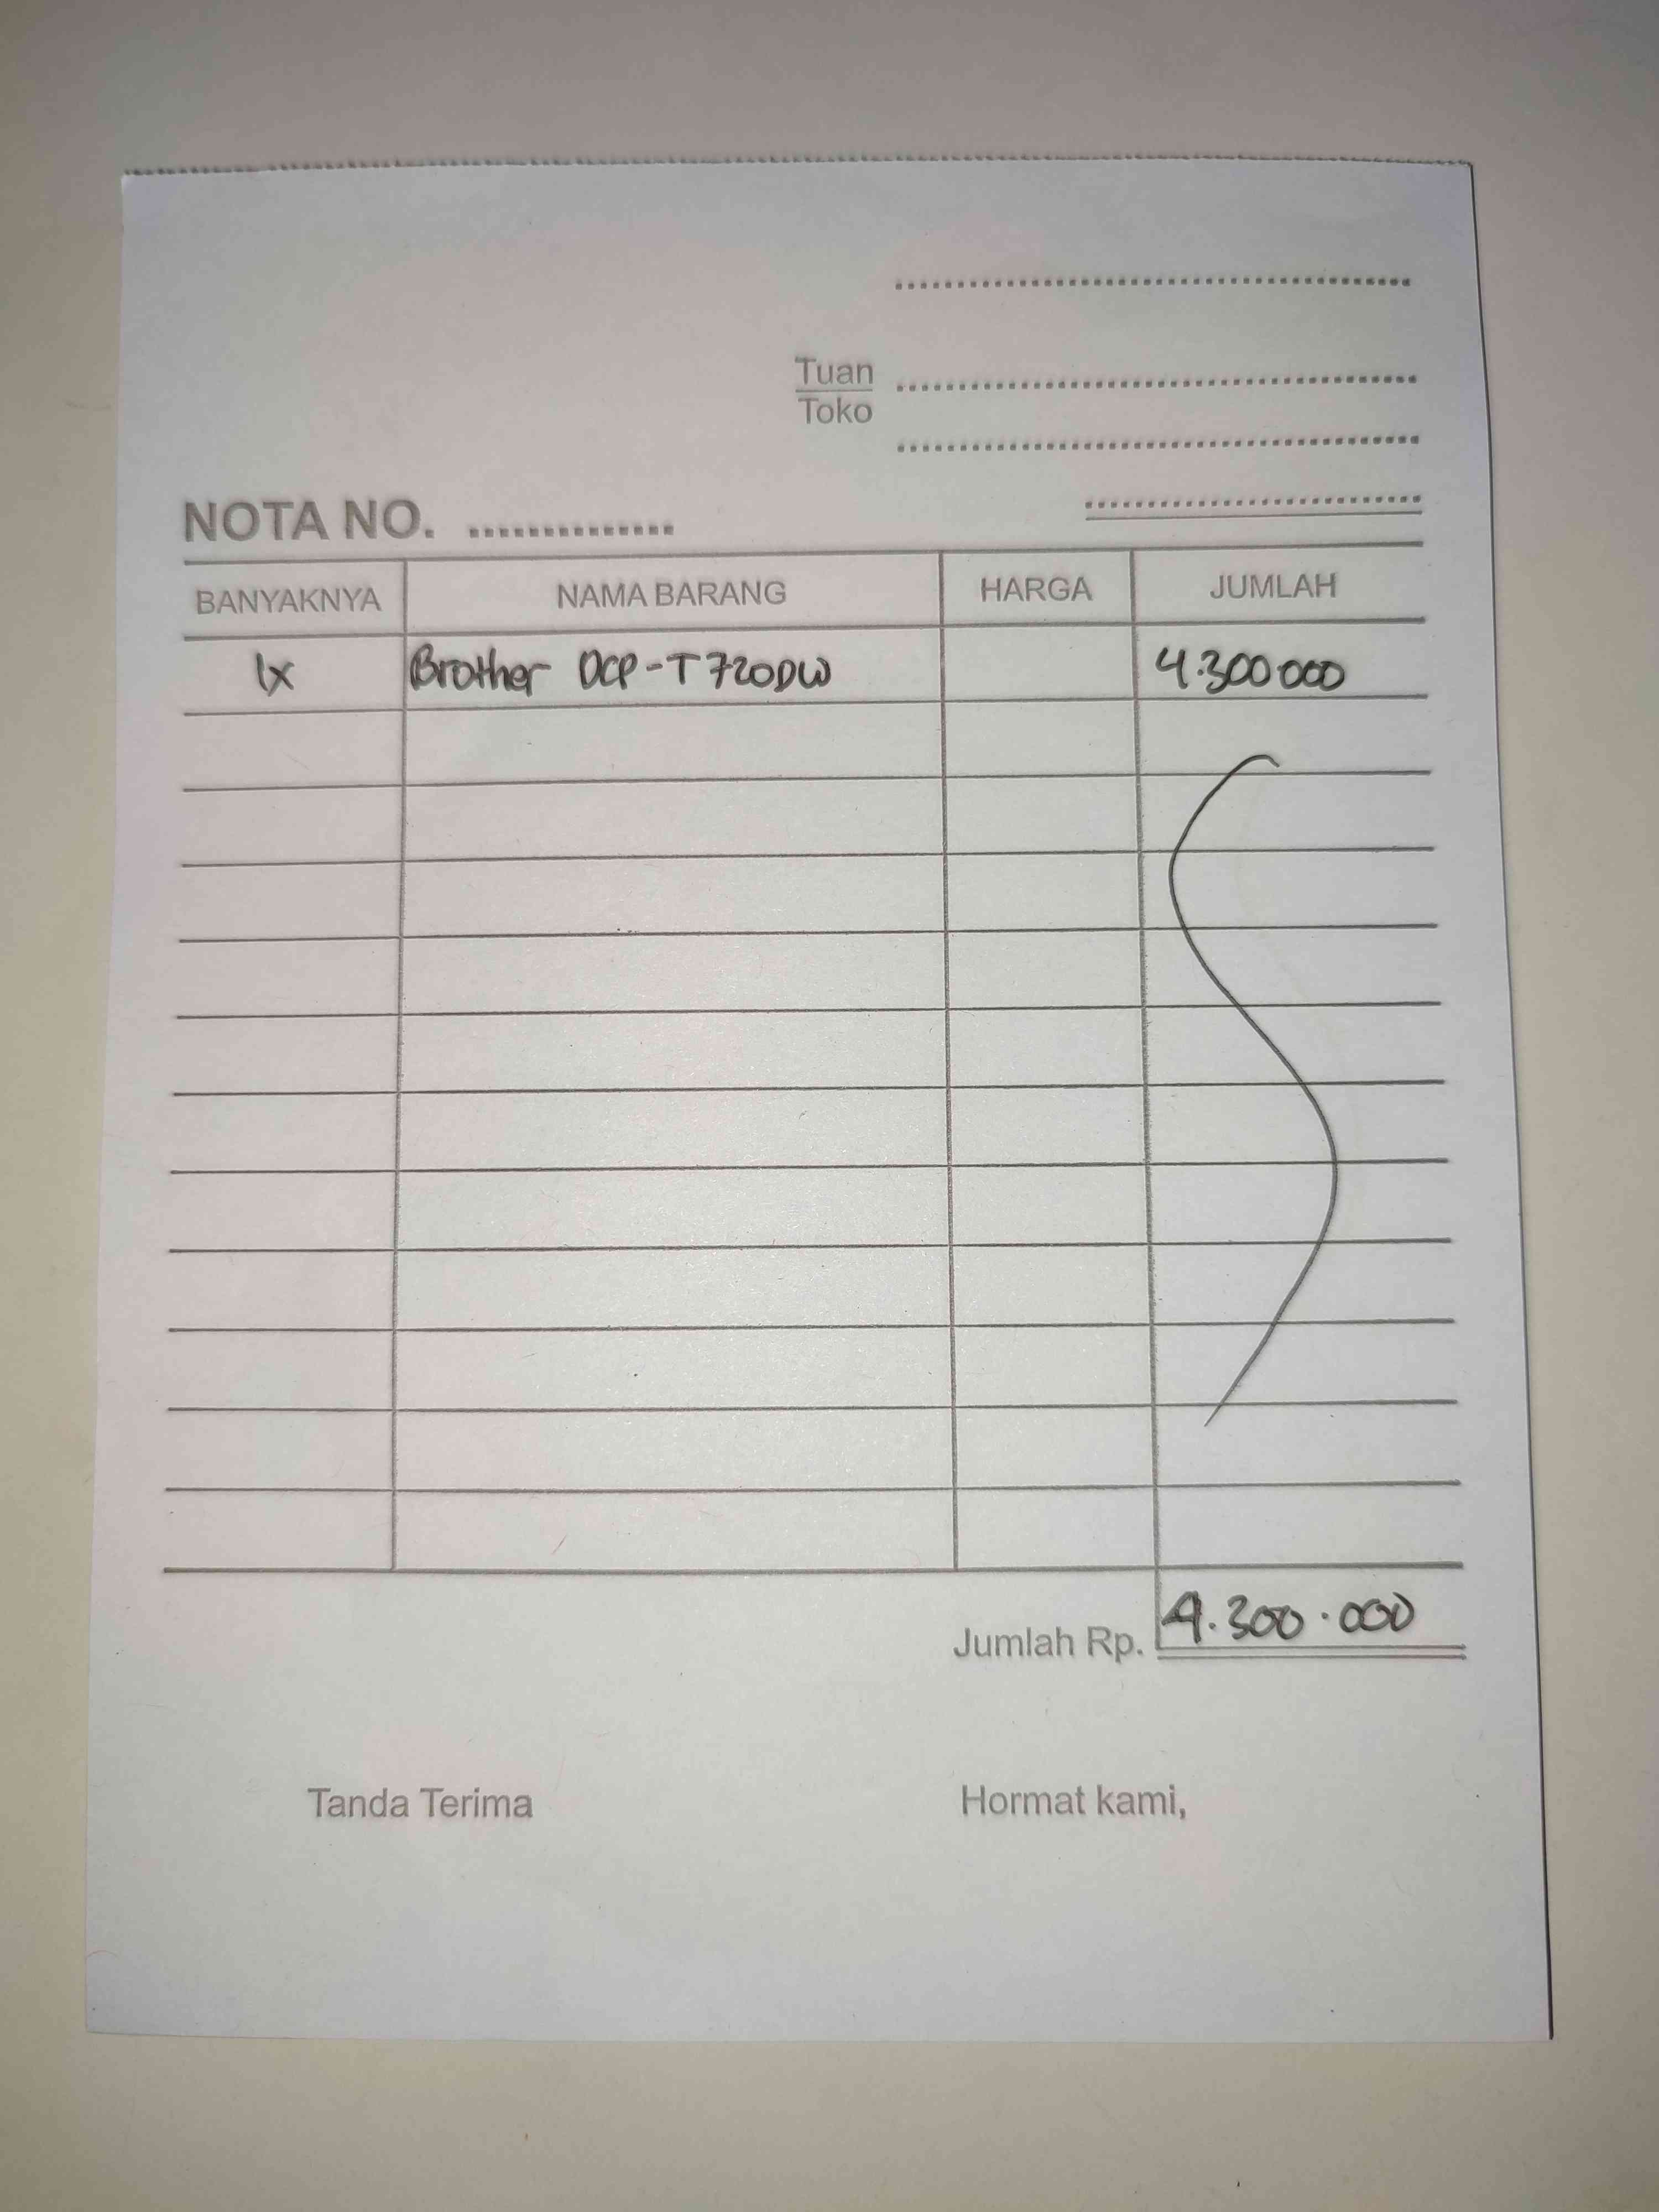 Tuan
Toko
NOTA NO. ..............
BANYAKNYA NAMA BARANG HARGA JUMLAH
1x Brother DCP-T720DW 4.300.000
Jumlah Rp. 4.300.000
Tanda Terima Hormat kami,